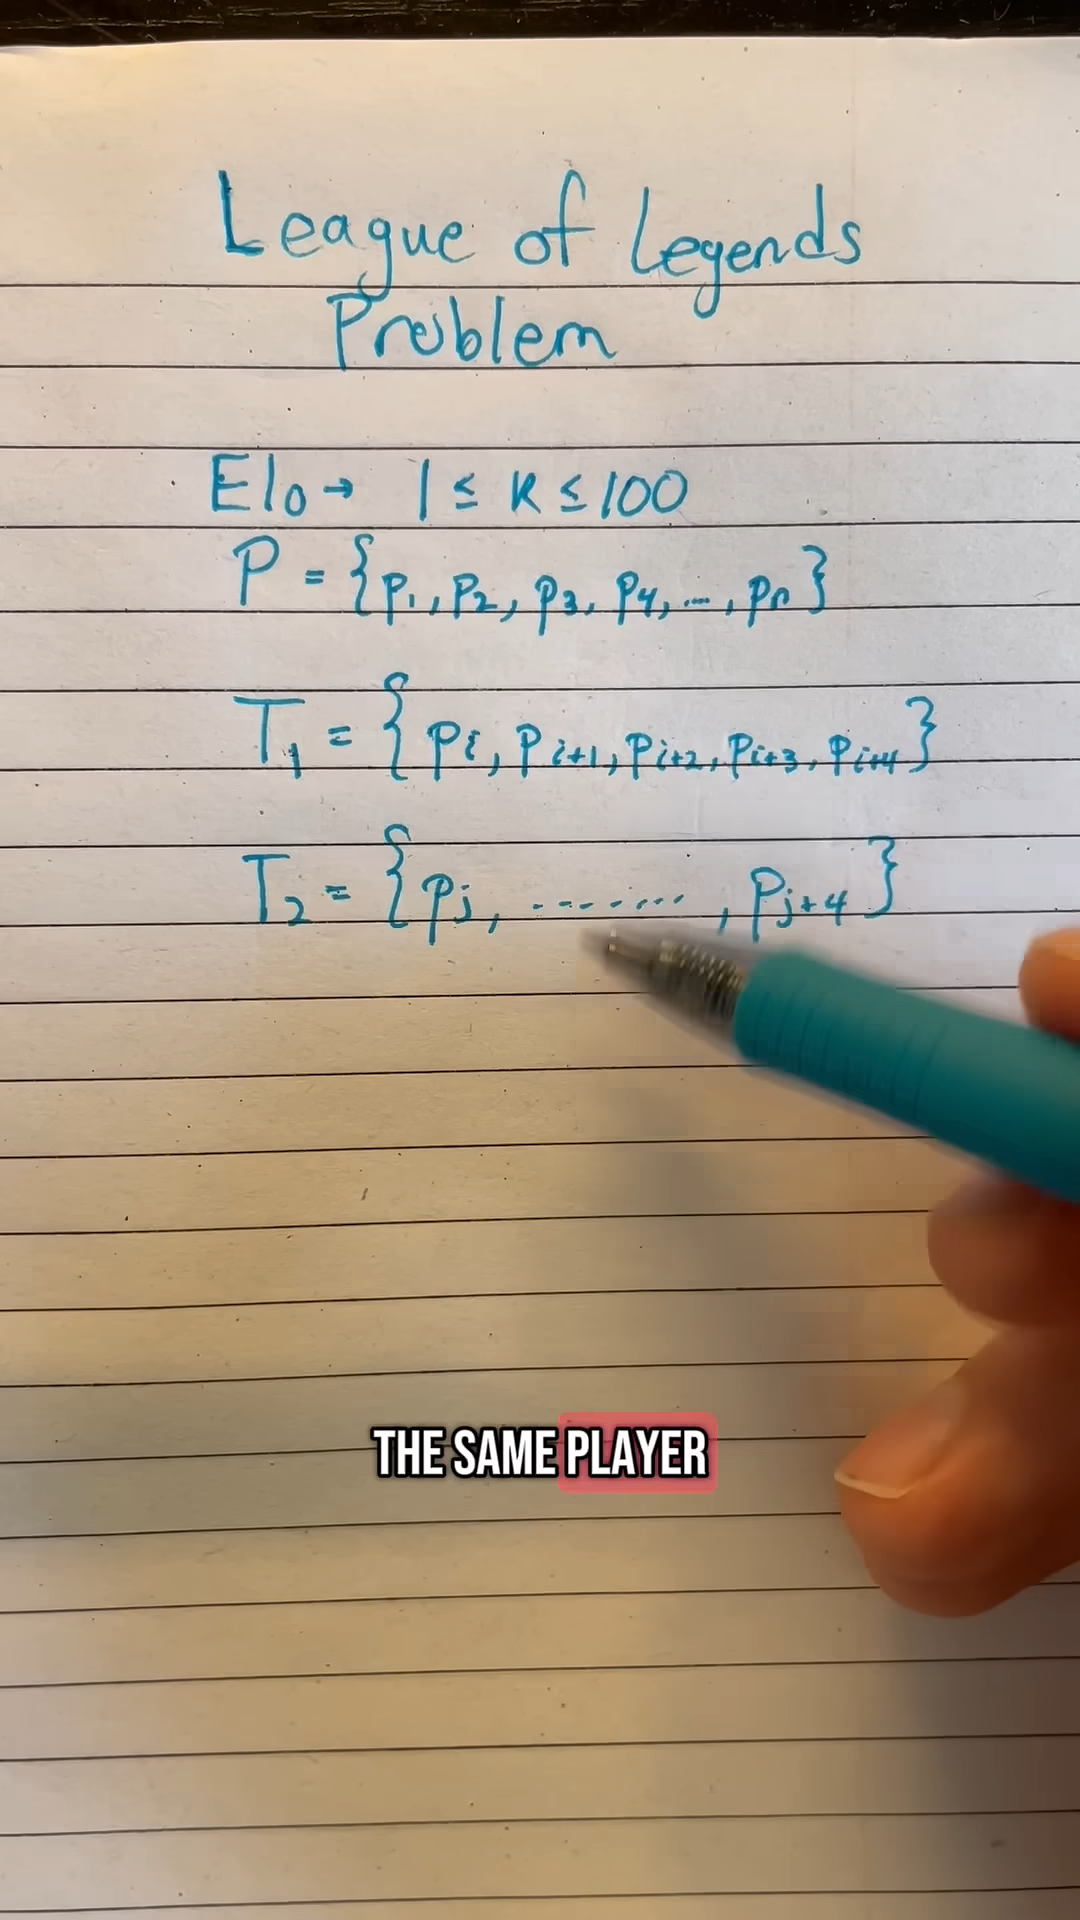 League of Legends
Problem
Elo → 1 ≤ K ≤ 100
P = {p1, p2, p3, p4, ..., pn}
T1 = {pi, pi+1, pi+2, pi+3, pi+4}
T2 = {pj, ........, pj+4}
THE SAME PLAYER